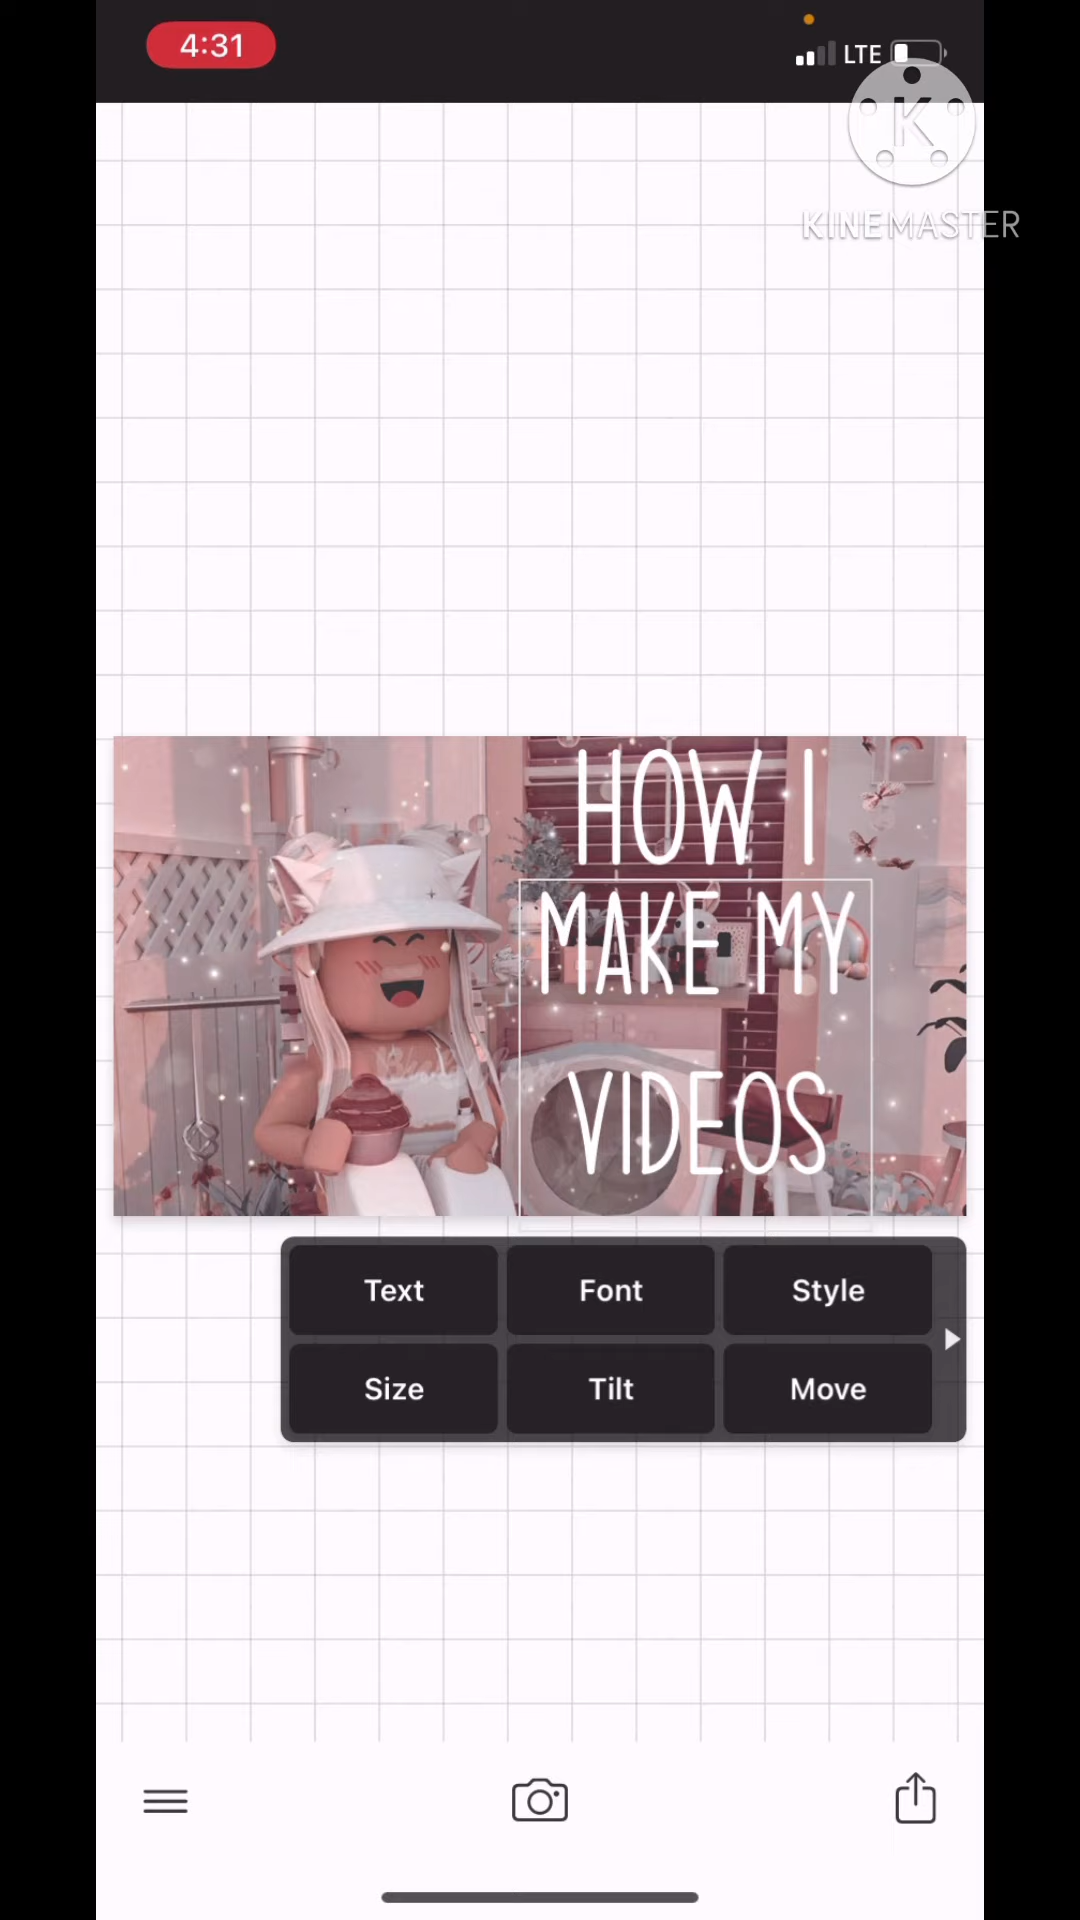 4:31
LTE
K
KINEMASTER
HOW I
MAKE MY
VIDEOS
Text
Font
Style
Size
Tilt
Move